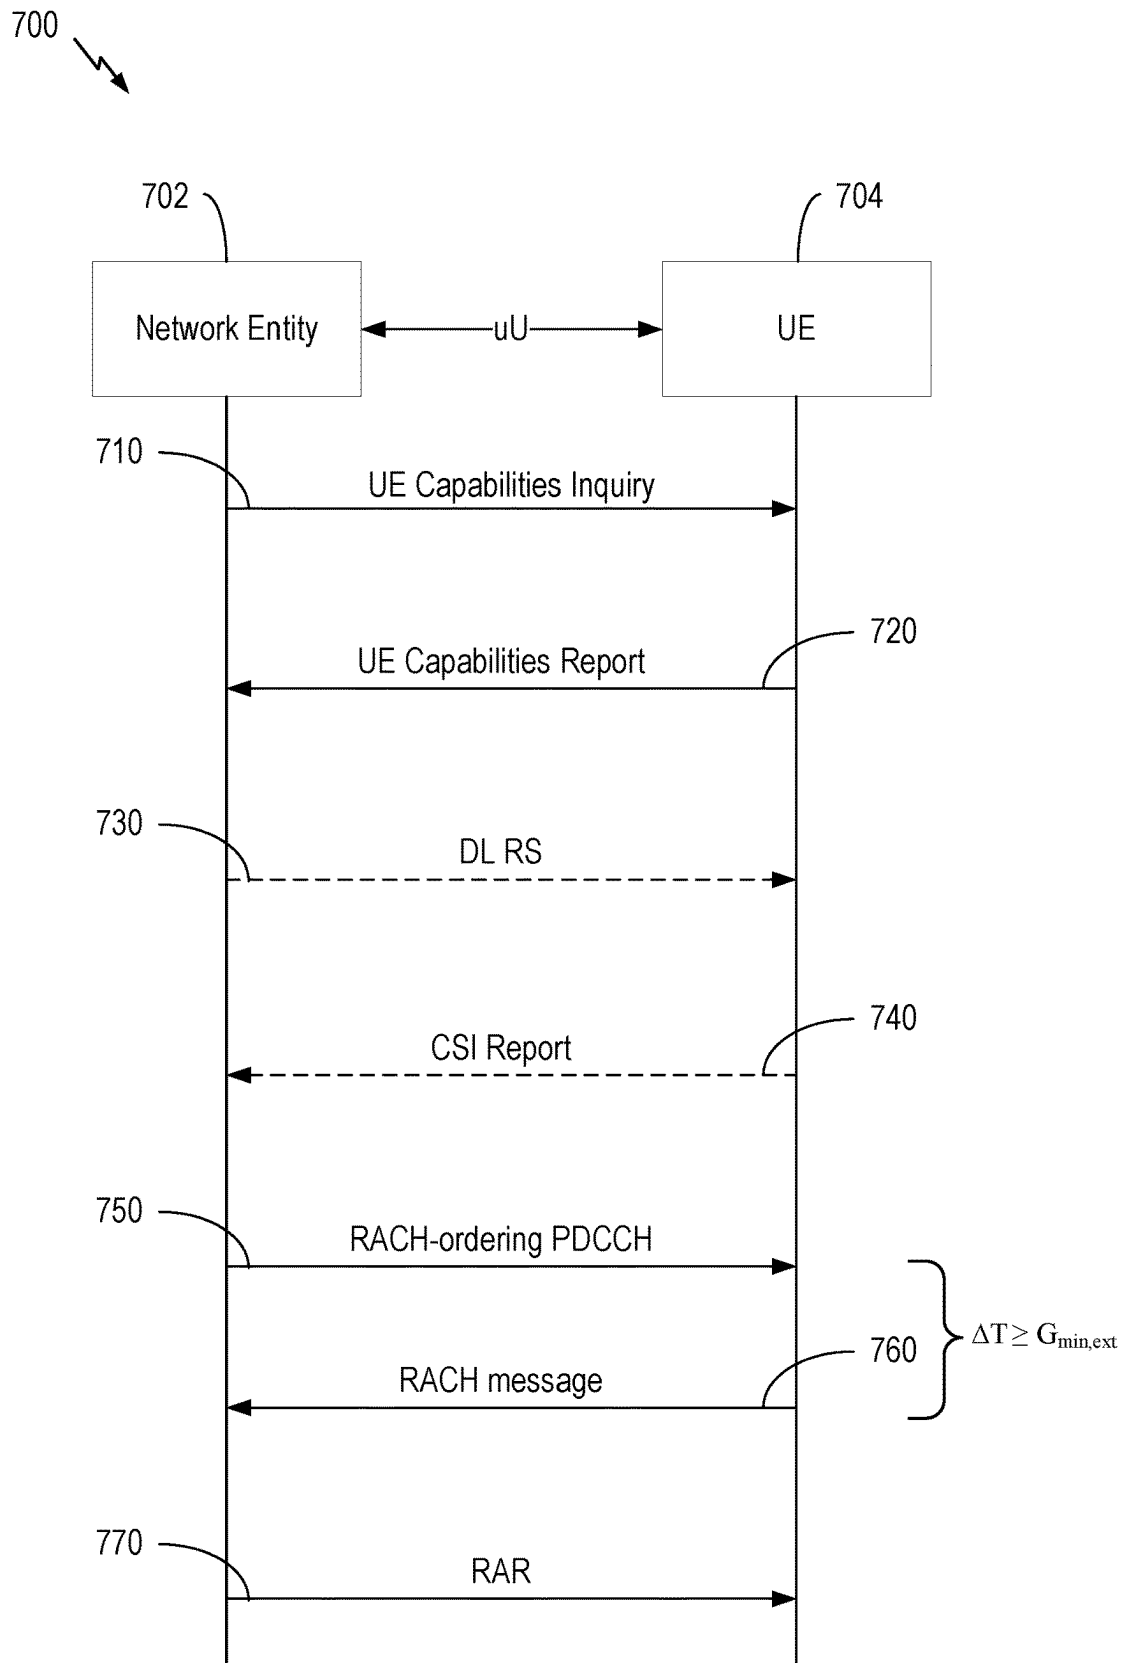 700
702
704
Network Entity
uU
UE
710
UE Capabilities Inquiry
720
UE Capabilities Report
730
DL RS
740
CSI Report
750
RACH-ordering PDCCH
ΔT ≥ Gmin,ext
760
RACH message
770
RAR